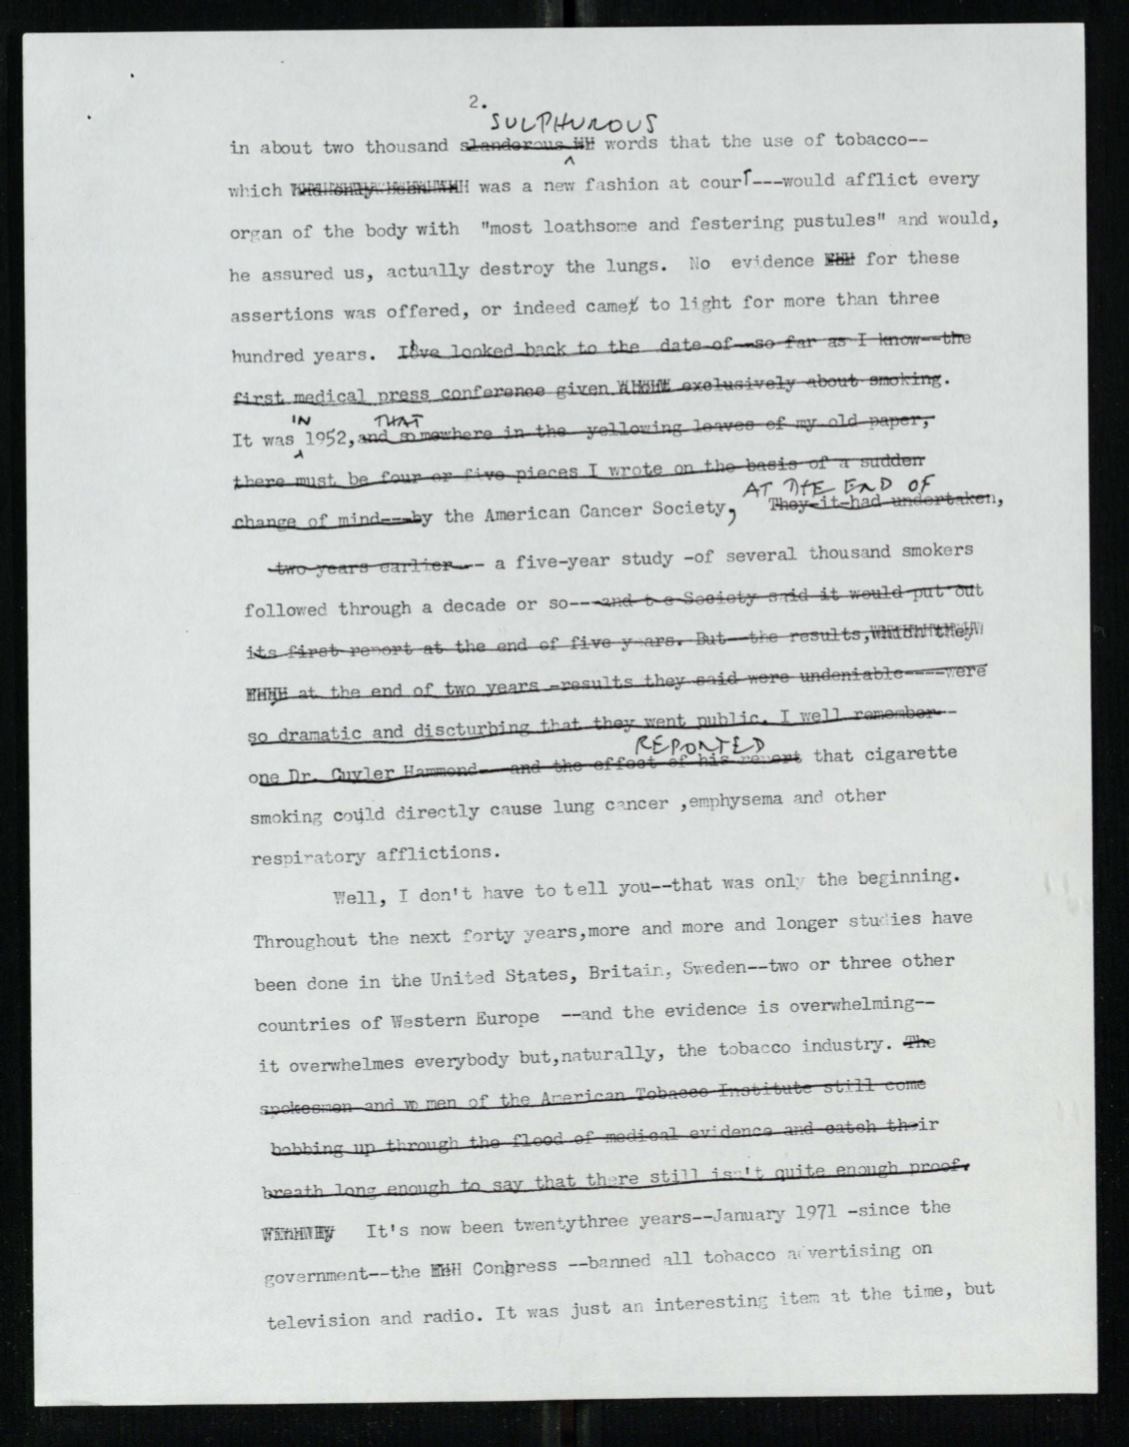 2.
SULPHUROUS
in about two thousand slanderous words that the use of tobacco--
which was a new fashion at court---would afflict every
organ of the body with "most loathsome and festering pustules" and would,
he assured us, actually destroy the lungs. No evidence for these
assertions was offered, or indeed came to light for more than three
hundred years. I've looked back to the date of--so far as I know--the
first medical press conference given exclusively about smoking.
IN THAT
It was 1952, and somewhere in the yellowing leaves of my old paper,
there must be four or five pieces I wrote on the basis of a sudden
AT THE END OF
change of mind---by the American Cancer Society, They-it-had undertaken,
two years earlier--- a five-year study -of several thousand smokers
followed through a decade or so---and t e Society said it would put out
its first report at the end of five y ars. But--the results, which they
at the end of two years -results they said were undeniable----were
so dramatic and discturbing that they went public. I well remember--
REPORTED
one Dr. Cuyler Hammond---and the effect of his report that cigarette
smoking could directly cause lung cancer ,emphysema and other
respiratory afflictions.
Well, I don't have to tell you--that was only the beginning.
Throughout the next forty years,more and more and longer studies have
been done in the United States, Britain, Sweden--two or three other
countries of Western Europe --and the evidence is overwhelming--
it overwhelmes everybody but,naturally, the tobacco industry. The
spokesmen and wo men of the American Tobacco Institute still come
bobbing up through the flood of medical evidence and catch their
breath long enough to say that there still isn't quite enough proof.
It's now been twentythree years--January 1971 -since the
government--the Congress --banned all tobacco advertising on
television and radio. It was just an interesting item at the time, but